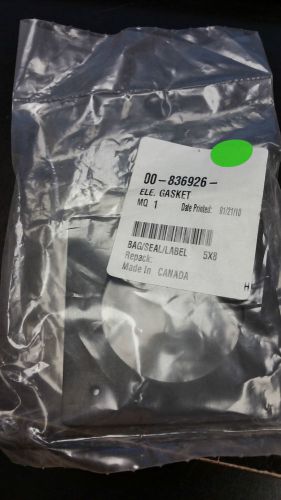 00-836926-
ELE. GASKET
MQ 1 Date Printed: 01/21/10
BAG/SEAL/LABEL 5X8
Repack:
Made In CANADA
H